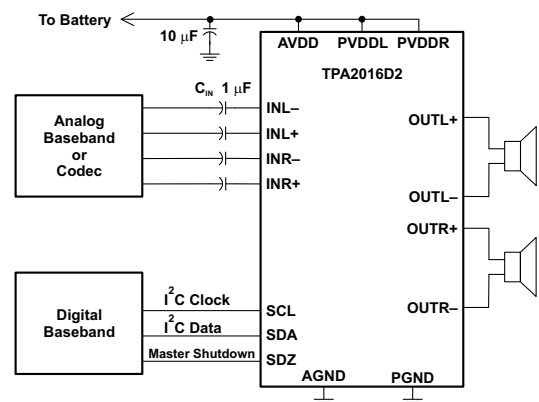 To Battery
10 μF
AVDD PVDDL PVDDR
TPA2016D2
CIN 1 μF
Analog
Baseband
or
Codec
INL–
INL+
INR–
INR+
OUTL+
OUTL–
OUTR+
OUTR–
Digital
Baseband
I²C Clock
I²C Data
Master Shutdown
SCL
SDA
SDZ
AGND PGND